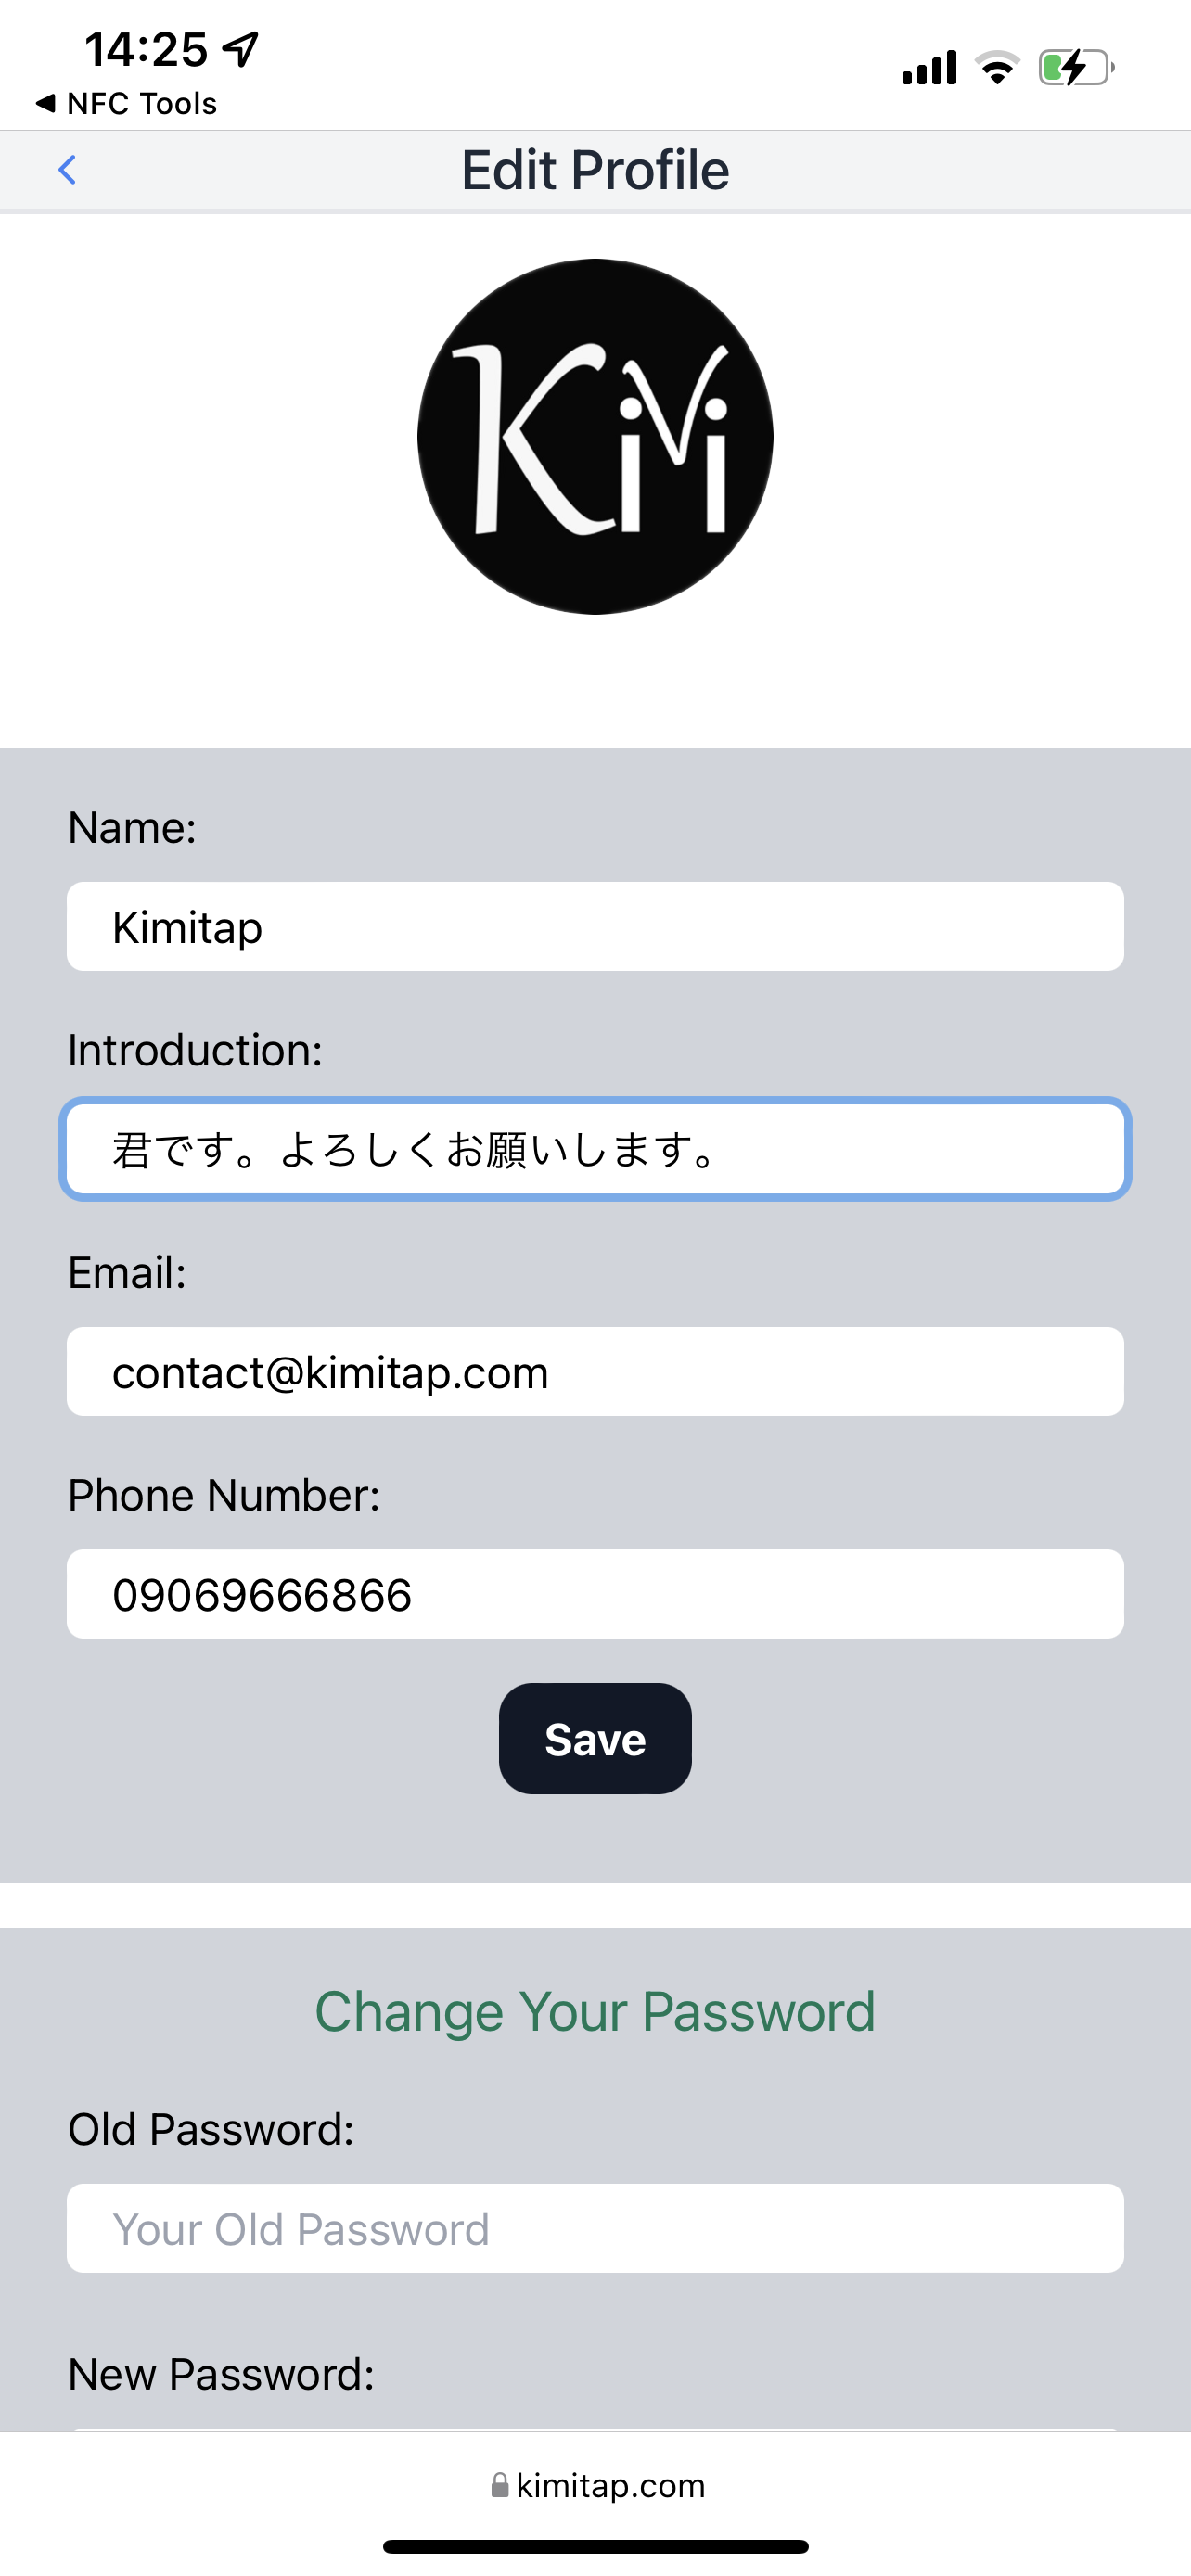 14:25
NFC Tools
Edit Profile
KiMi
Name:
Kimitap
Introduction:
君です。よろしくお願いします。
Email:
contact@kimitap.com
Phone Number:
09069666866
Save
Change Your Password
Old Password:
Your Old Password
New Password:
kimitap.com